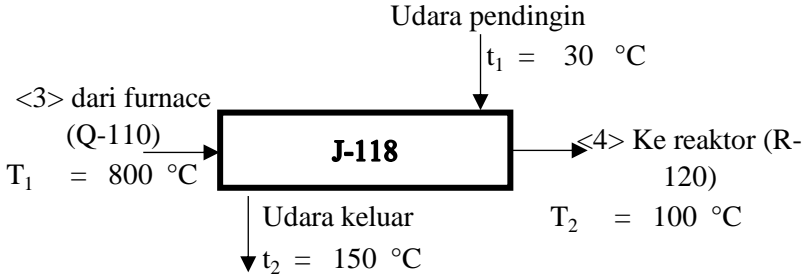 Udara pendingin
t1 = 30 °C
<3> dari furnace
(Q-110)
T1 = 800 °C
J-118
<4> Ke reaktor (R-
120)
T2 = 100 °C
Udara keluar
t2 = 150 °C